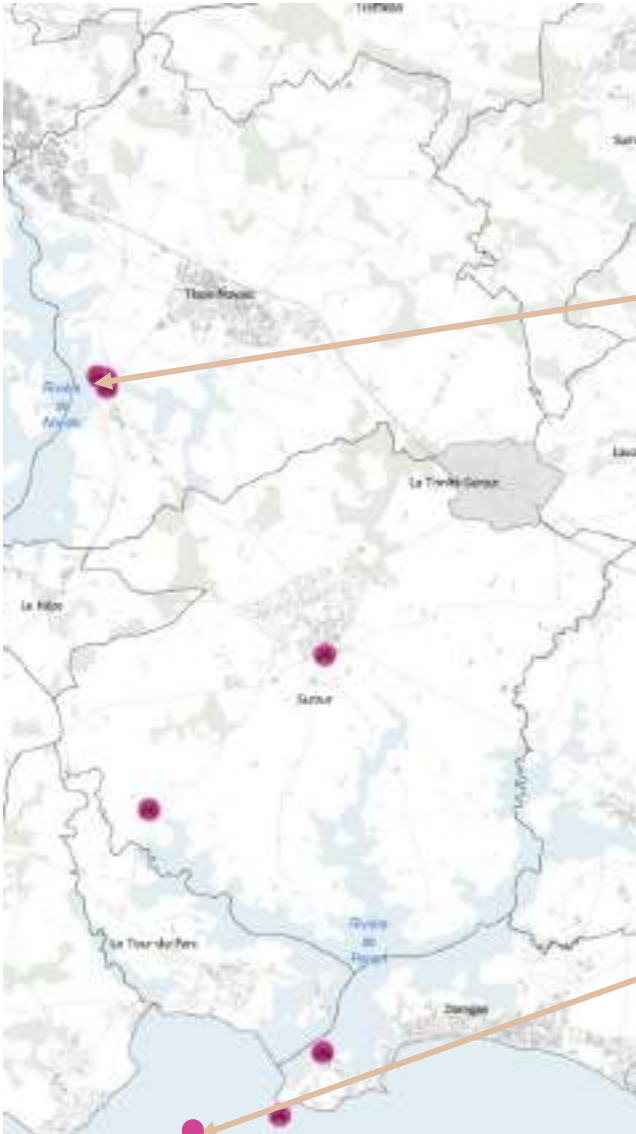 Theix-Noyalo
Rivière
de
Noyalo
La Trinité-Surzur
Le Hézo
Surzur
Rivière
de
Pénerf
Le Tour-du-Parc
Damgan